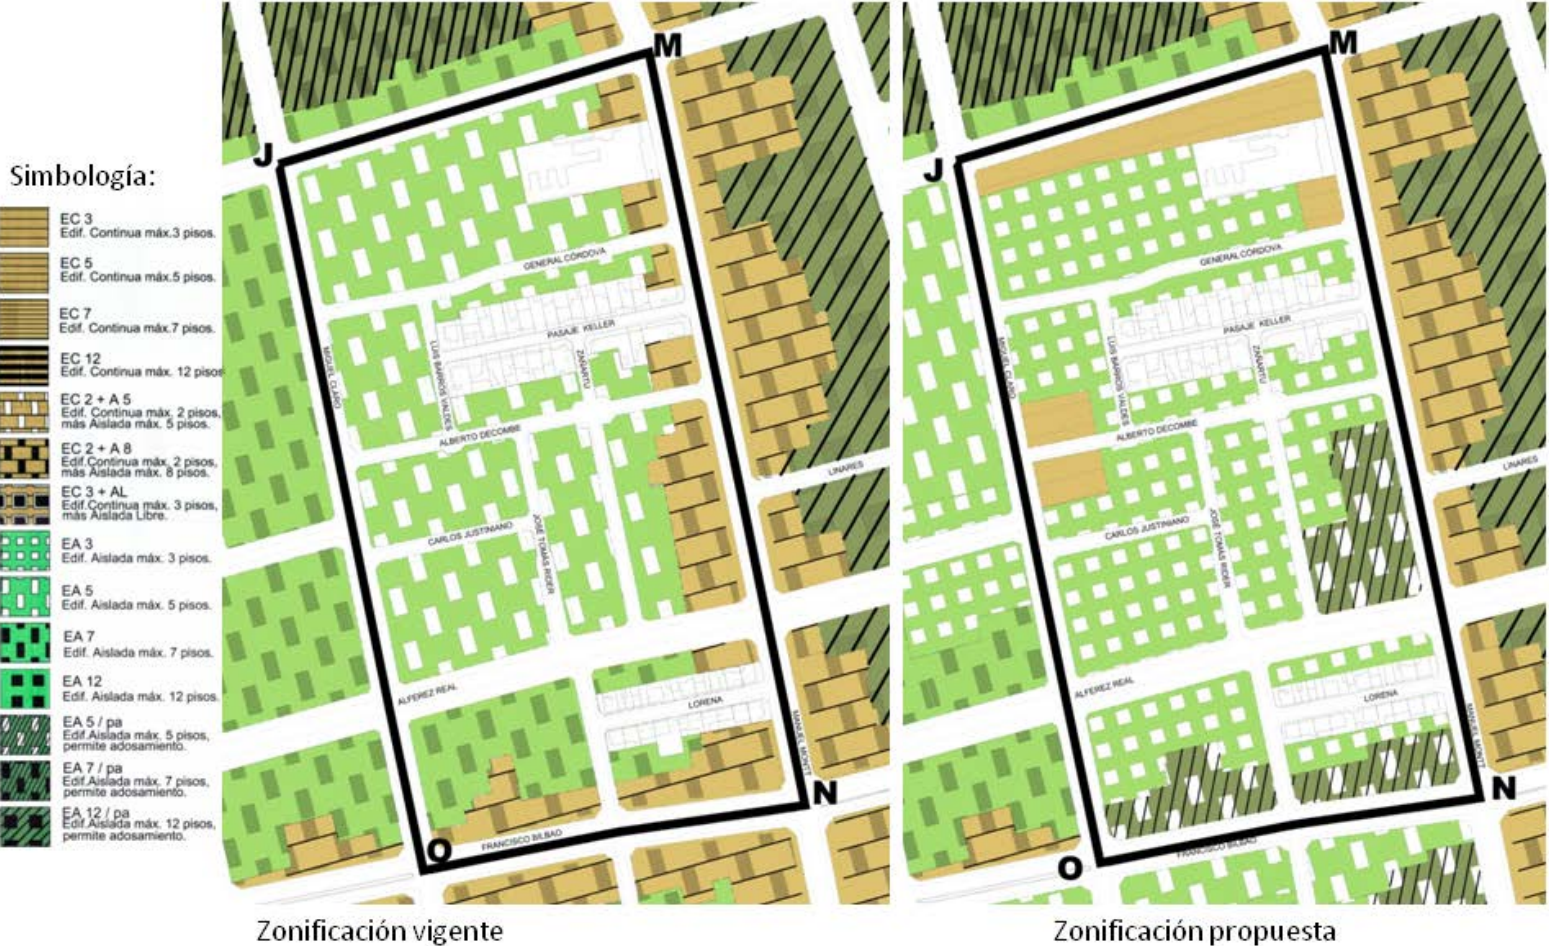 Simbología:
EC 3
Edif. Continua máx.3 pisos.
EC 5
Edif. Continua máx.5 pisos.
EC 7
Edif. Continua máx.7 pisos.
EC 12
Edif. Continua máx. 12 pisos
EC 2 + A 5
Edif. Continua máx. 2 pisos,
más Aislada máx. 5 pisos.
EC 2 + A 8
Edif.Continua máx. 2 pisos,
más Aislada máx. 8 pisos.
EC 3 + AL
Edif.Continua máx. 3 pisos,
más Aislada Libre.
EA 3
Edif. Aislada máx. 3 pisos.
EA 5
Edif. Aislada máx. 5 pisos.
EA 7
Edif. Aislada máx. 7 pisos.
EA 12
Edif. Aislada máx. 12 pisos.
EA 5 / pa
Edif.Aislada máx. 5 pisos,
permite adosamiento.
EA 7 / pa
Edif.Aislada máx. 7 pisos,
permite adosamiento.
EA 12 / pa
Edif.Aislada máx. 12 pisos,
permite adosamiento.
M
J
GENERAL CÓRDOVA
PASAJE KELLER
MIGUEL CLARO
LUIS BARROS VALDES
ZAÑARTU
ALBERTO DECOMBE
LINARES
CARLOS JUSTINIANO
JOSÉ TOMÁS RIDER
ALFEREZ REAL
LORENA
MANUEL MONTT
N
O
FRANCISCO BILBAO
Zonificación vigente
M
J
GENERAL CÓRDOVA
PASAJE KELLER
MIGUEL CLARO
LUIS BARROS VALDES
ZAÑARTU
ALBERTO DECOMBE
LINARES
CARLOS JUSTINIANO
JOSÉ TOMÁS RIDER
ALFEREZ REAL
LORENA
MANUEL MONTT
N
O
FRANCISCO BILBAO
Zonificación propuesta